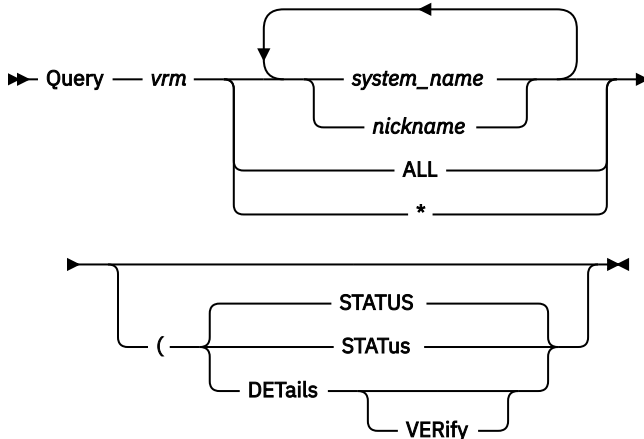 Query vrm system_name
nickname
ALL
*
STATUS
( STATus
DETails
VERify